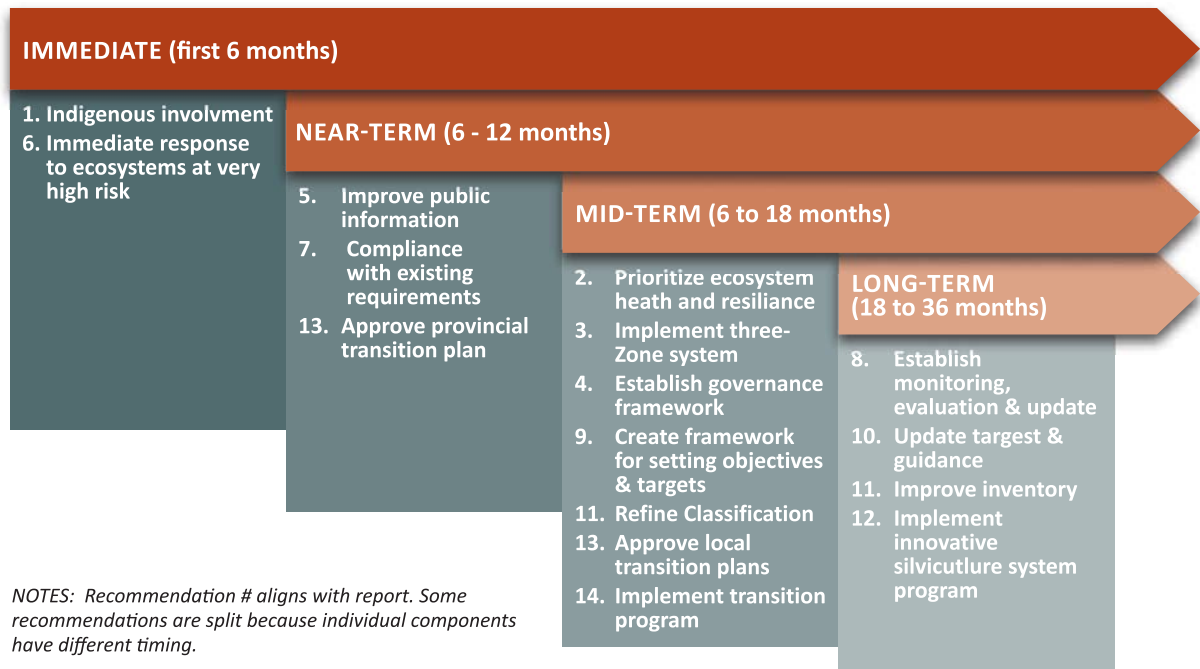 IMMEDIATE (first 6 months)
1. Indigenous involvment
6. Immediate response
to ecosystems at very
high risk
NEAR-TERM (6 - 12 months)
5. Improve public
information
7. Compliance
with existing
requirements
13. Approve provincial
transition plan
MID-TERM (6 to 18 months)
2. Prioritize ecosystem
heath and resiliance
3. Implement three-
Zone system
4. Establish governance
framework
9. Create framework
for setting objectives
& targets
11. Refine Classification
13. Approve local
transition plans
14. Implement transition
program
LONG-TERM
(18 to 36 months)
8. Establish
monitoring,
evaluation & update
10. Update targest &
guidance
11. Improve inventory
12. Implement
innovative
silvicutlure system
program
NOTES: Recommendation # aligns with report. Some
recommendations are split because individual components
have different timing.